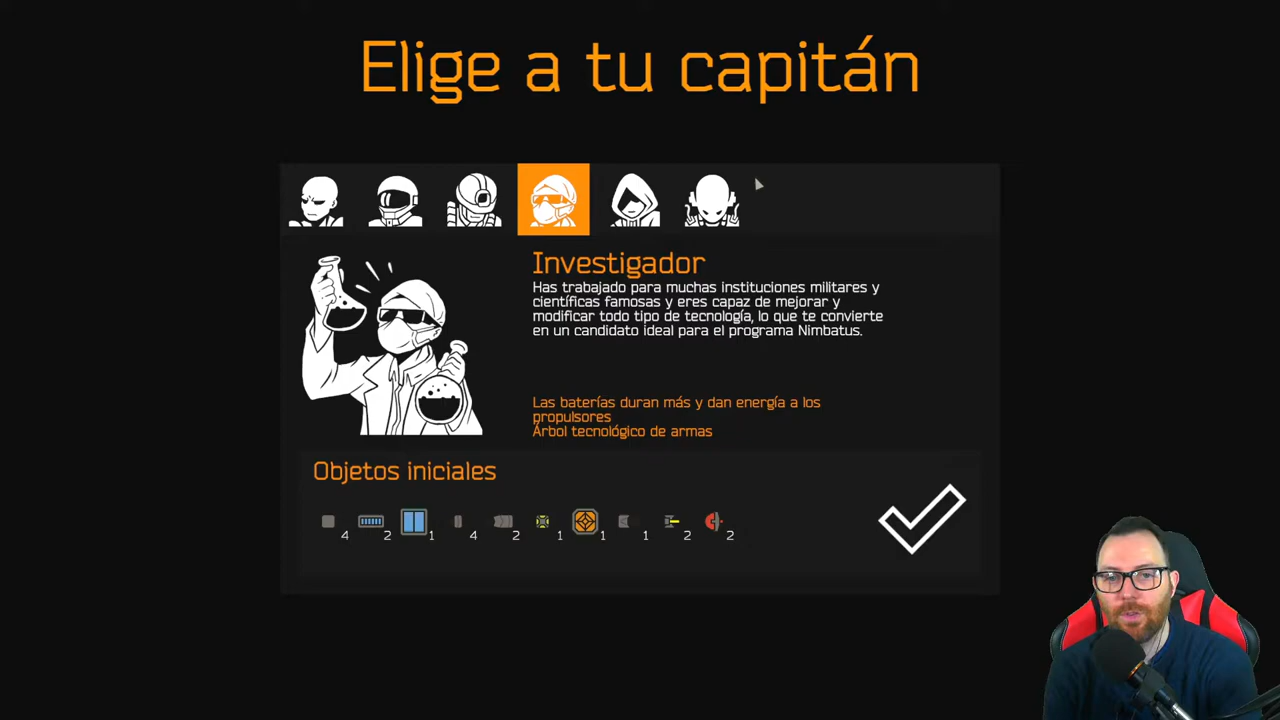 Elige a tu capitán
Investigador
Has trabajado para muchas instituciones militares y
científicas famosas y eres capaz de mejorar y
modificar todo tipo de tecnología, lo que te convierte
en un candidato ideal para el programa Nimbatus.
Las baterías duran más y dan energía a los
propulsores
Árbol tecnológico de armas
Objetos iniciales
4 2 1 4 2 1 1 1 2 2